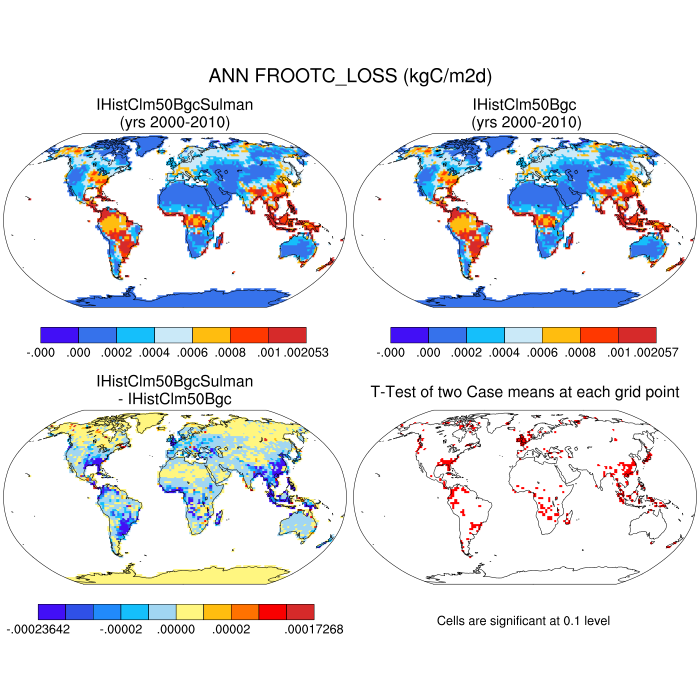 ANN FROOTC_LOSS (kgC/m2d)
IHistClm50BgcSulman
(yrs 2000-2010)
IHistClm50Bgc
(yrs 2000-2010)
-.000 .000 .0002 .0004 .0006 .0008 .001.002053
-.000 .000 .0002 .0004 .0006 .0008 .001.002057
IHistClm50BgcSulman
- IHistClm50Bgc
T-Test of two Case means at each grid point
-.00023642 -.00002 .00000 .00002 .00017268
Cells are significant at 0.1 level